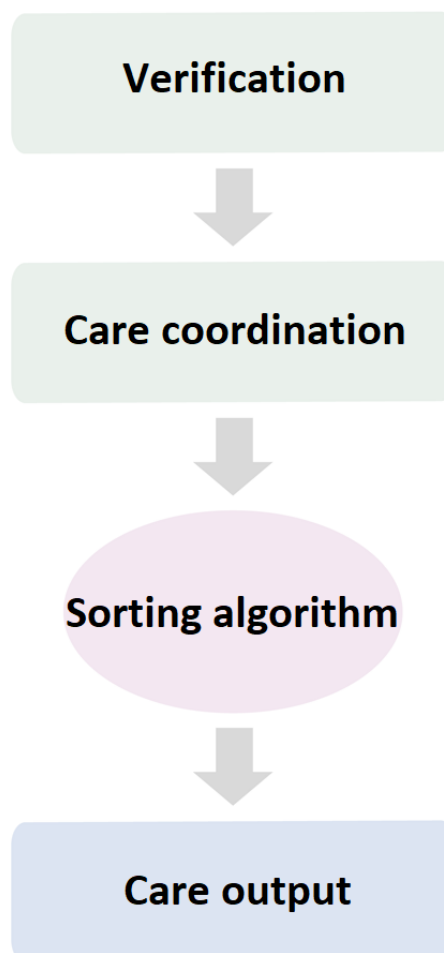 Verification
Care coordination
Sorting algorithm
Care output